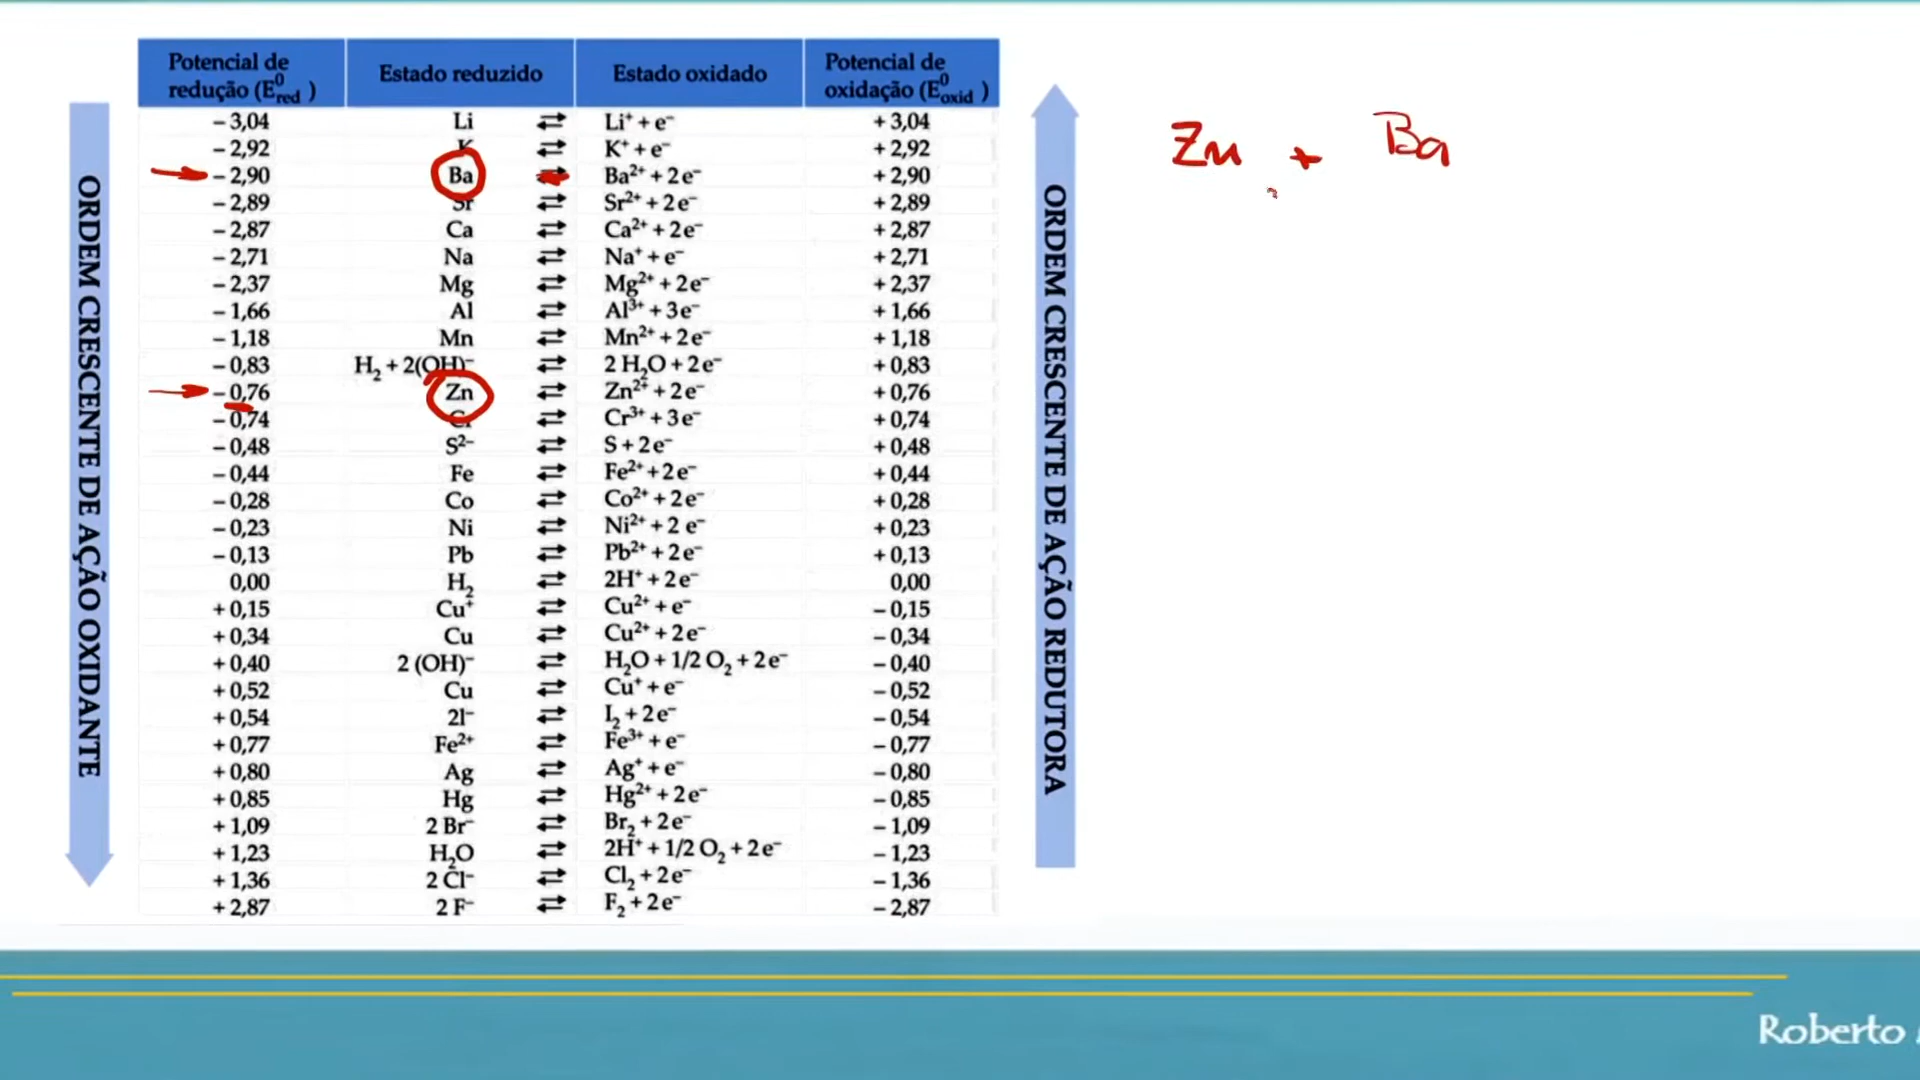 Potencial de redução (E⁰red) Estado reduzido Estado oxidado Potencial de oxidação (E⁰oxid)
– 3,04 Li ⇌ Li⁺ + e⁻ + 3,04
– 2,92 K ⇌ K⁺ + e⁻ + 2,92
– 2,90 Ba ⇌ Ba²⁺ + 2e⁻ + 2,90
– 2,89 Sr ⇌ Sr²⁺ + 2e⁻ + 2,89
– 2,87 Ca ⇌ Ca²⁺ + 2e⁻ + 2,87
– 2,71 Na ⇌ Na⁺ + e⁻ + 2,71
– 2,37 Mg ⇌ Mg²⁺ + 2e⁻ + 2,37
– 1,66 Al ⇌ Al³⁺ + 3e⁻ + 1,66
– 1,18 Mn ⇌ Mn²⁺ + 2e⁻ + 1,18
– 0,83 H₂ + 2(OH)⁻ ⇌ 2 H₂O + 2e⁻ + 0,83
– 0,76 Zn ⇌ Zn²⁺ + 2e⁻ + 0,76
– 0,74 Cr ⇌ Cr³⁺ + 3e⁻ + 0,74
– 0,48 S²⁻ ⇌ S + 2e⁻ + 0,48
– 0,44 Fe ⇌ Fe²⁺ + 2e⁻ + 0,44
– 0,28 Co ⇌ Co²⁺ + 2e⁻ + 0,28
– 0,23 Ni ⇌ Ni²⁺ + 2 e⁻ + 0,23
– 0,13 Pb ⇌ Pb²⁺ + 2e⁻ + 0,13
0,00 H₂ ⇌ 2H⁺ + 2e⁻ 0,00
+ 0,15 Cu⁺ ⇌ Cu²⁺ + e⁻ – 0,15
+ 0,34 Cu ⇌ Cu²⁺ + 2e⁻ – 0,34
+ 0,40 2 (OH)⁻ ⇌ H₂O + 1/2 O₂ + 2e⁻ – 0,40
+ 0,52 Cu ⇌ Cu⁺ + e⁻ – 0,52
+ 0,54 2I⁻ ⇌ I₂ + 2e⁻ – 0,54
+ 0,77 Fe²⁺ ⇌ Fe³⁺ + e⁻ – 0,77
+ 0,80 Ag ⇌ Ag⁺ + e⁻ – 0,80
+ 0,85 Hg ⇌ Hg²⁺ + 2e⁻ – 0,85
+ 1,09 2 Br⁻ ⇌ Br₂ + 2e⁻ – 1,09
+ 1,23 H₂O ⇌ 2H⁺ + 1/2 O₂ + 2e⁻ – 1,23
+ 1,36 2 Cl⁻ ⇌ Cl₂ + 2e⁻ – 1,36
+ 2,87 2 F⁻ ⇌ F₂ + 2e⁻ – 2,87
ORDEM CRESCENTE DE AÇÃO OXIDANTE
ORDEM CRESCENTE DE AÇÃO REDUTORA
Zn + Ba
Roberto